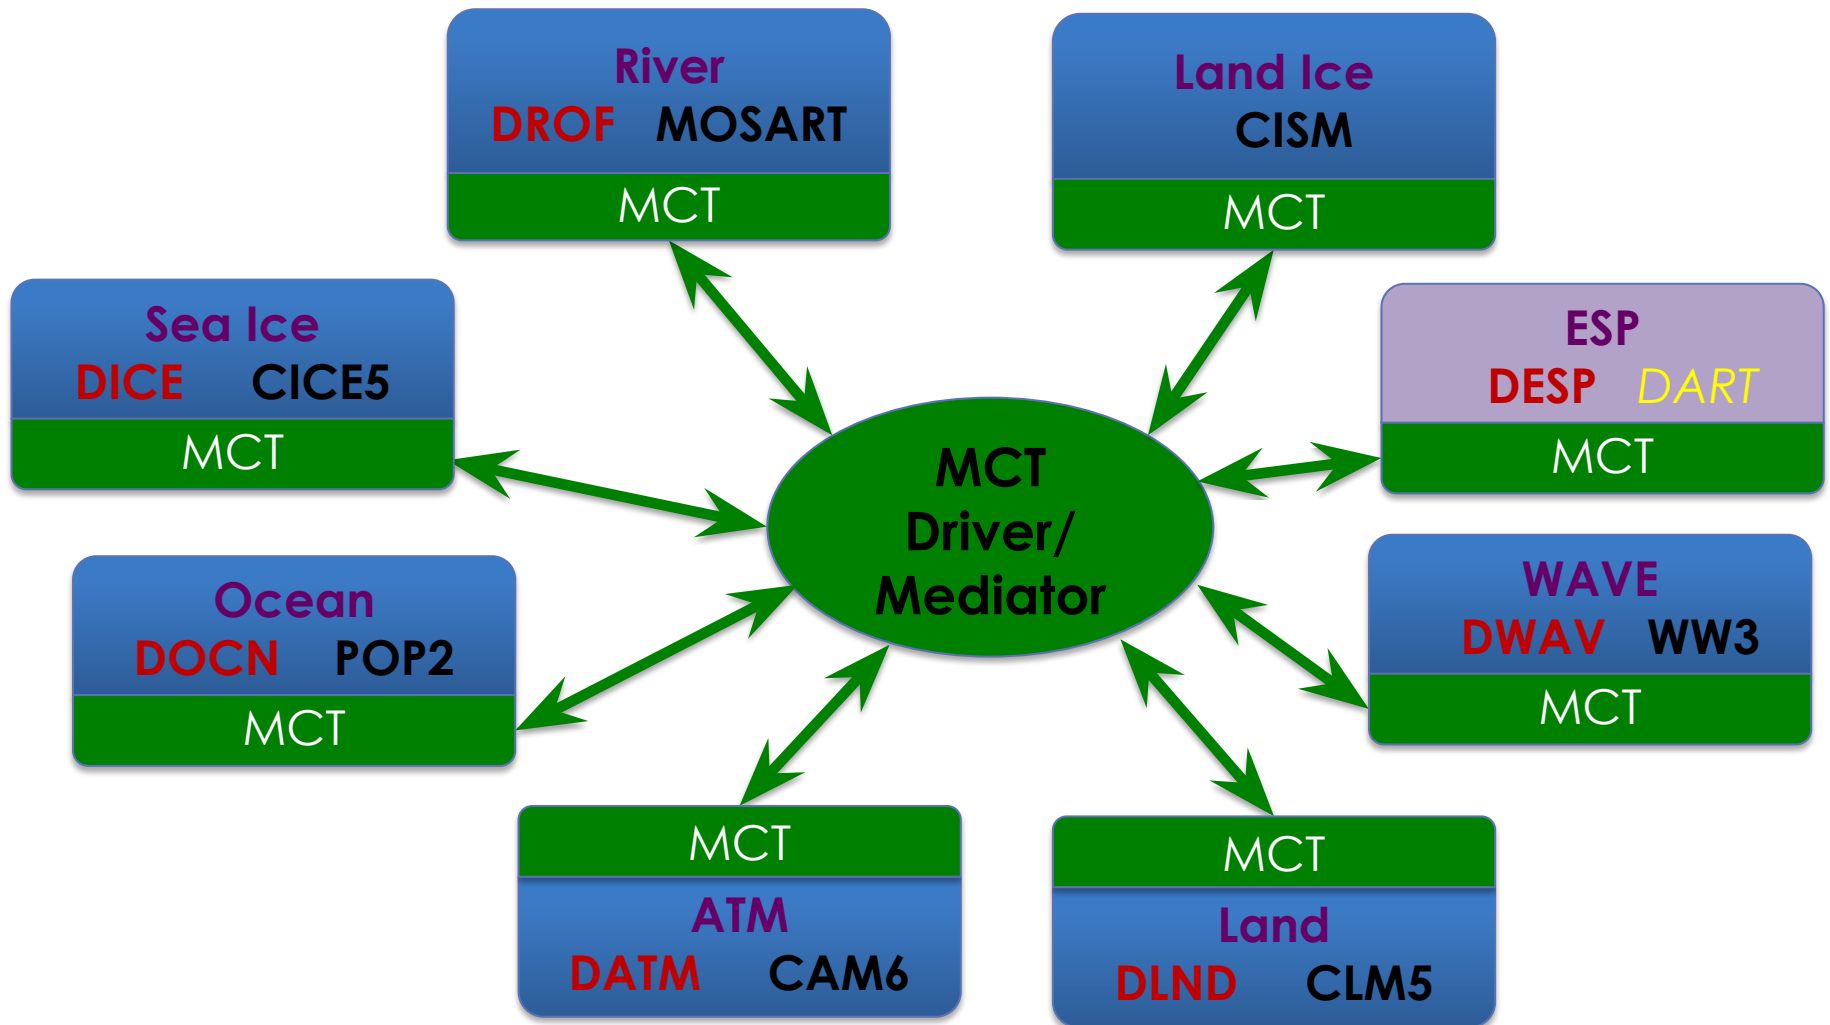 River
DROF MOSART
MCT
Land Ice
CISM
MCT
Sea Ice
DICE CICE5
MCT
ESP
DESP DART
MCT
MCT
Driver/
Mediator
Ocean
DOCN POP2
MCT
WAVE
DWAV WW3
MCT
MCT
ATM
DATM CAM6
MCT
Land
DLND CLM5